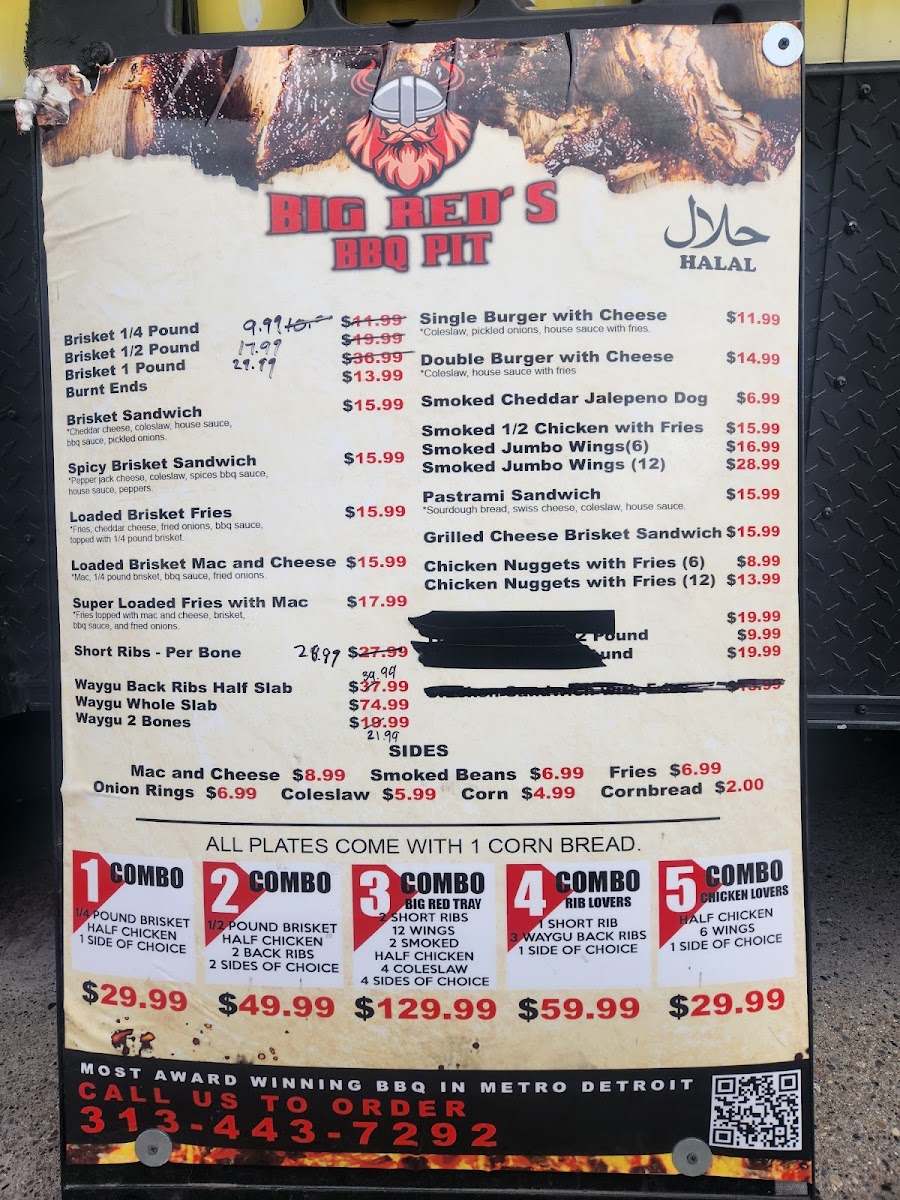 BIG RED'S
BBQ PIT
حلال
HALAL
Brisket 1/4 Pound 9.99 $11.99
Brisket 1/2 Pound 17.99 $19.99
Brisket 1 Pound 29.99 $36.99
Burnt Ends $13.99
Brisket Sandwich $15.99
*Cheddar cheese, coleslaw, house sauce,
bbq sauce, pickled onions.
Spicy Brisket Sandwich $15.99
*Pepper jack cheese, coleslaw, spices bbq sauce,
house sauce, peppers.
Loaded Brisket Fries $15.99
*Fries, cheddar cheese, fried onions, bbq sauce,
topped with 1/4 pound brisket.
Loaded Brisket Mac and Cheese $15.99
*Mac, 1/4 pound brisket, bbq sauce, fried onions.
Super Loaded Fries with Mac $17.99
*Fries topped with mac and cheese, brisket,
bbq sauce, and fried onions.
Short Ribs - Per Bone 28.99 $27.99
39.99
Waygu Back Ribs Half Slab $37.99
Waygu Whole Slab $74.99
Waygu 2 Bones $19.99
21.99
Single Burger with Cheese $11.99
*Coleslaw, pickled onions, house sauce with fries.
Double Burger with Cheese $14.99
*Coleslaw, house sauce with fries
Smoked Cheddar Jalepeno Dog $6.99
Smoked 1/2 Chicken with Fries $15.99
Smoked Jumbo Wings(6) $16.99
Smoked Jumbo Wings (12) $28.99
Pastrami Sandwich $15.99
*Sourdough bread, swiss cheese, coleslaw, house sauce.
Grilled Cheese Brisket Sandwich $15.99
Chicken Nuggets with Fries (6) $8.99
Chicken Nuggets with Fries (12) $13.99
$19.99
2 Pound $9.99
$19.99
SIDES
Mac and Cheese $8.99 Smoked Beans $6.99 Fries $6.99
Onion Rings $6.99 Coleslaw $5.99 Corn $4.99 Cornbread $2.00
ALL PLATES COME WITH 1 CORN BREAD.
1 COMBO
1/4 POUND BRISKET
HALF CHICKEN
1 SIDE OF CHOICE
$29.99
2 COMBO
1/2 POUND BRISKET
HALF CHICKEN
2 BACK RIBS
2 SIDES OF CHOICE
$49.99
3 COMBO
BIG RED TRAY
2 SHORT RIBS
12 WINGS
2 SMOKED
HALF CHICKEN
4 COLESLAW
4 SIDES OF CHOICE
$129.99
4 COMBO
RIB LOVERS
1 SHORT RIB
3 WAYGU BACK RIBS
1 SIDE OF CHOICE
$59.99
5 COMBO
CHICKEN LOVERS
HALF CHICKEN
6 WINGS
1 SIDE OF CHOICE
$29.99
MOST AWARD WINNING BBQ IN METRO DETROIT
CALL US TO ORDER
313-443-7292